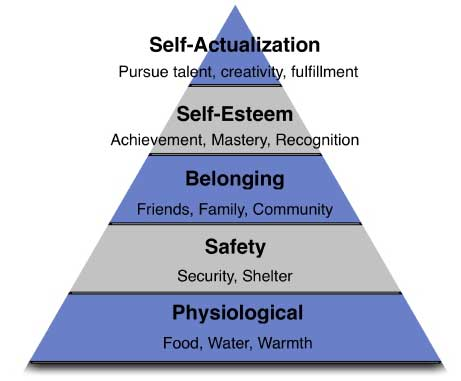 Self-Actualization
Pursue talent, creativity, fulfillment
Self-Esteem
Achievement, Mastery, Recognition
Belonging
Friends, Family, Community
Safety
Security, Shelter
Physiological
Food, Water, Warmth